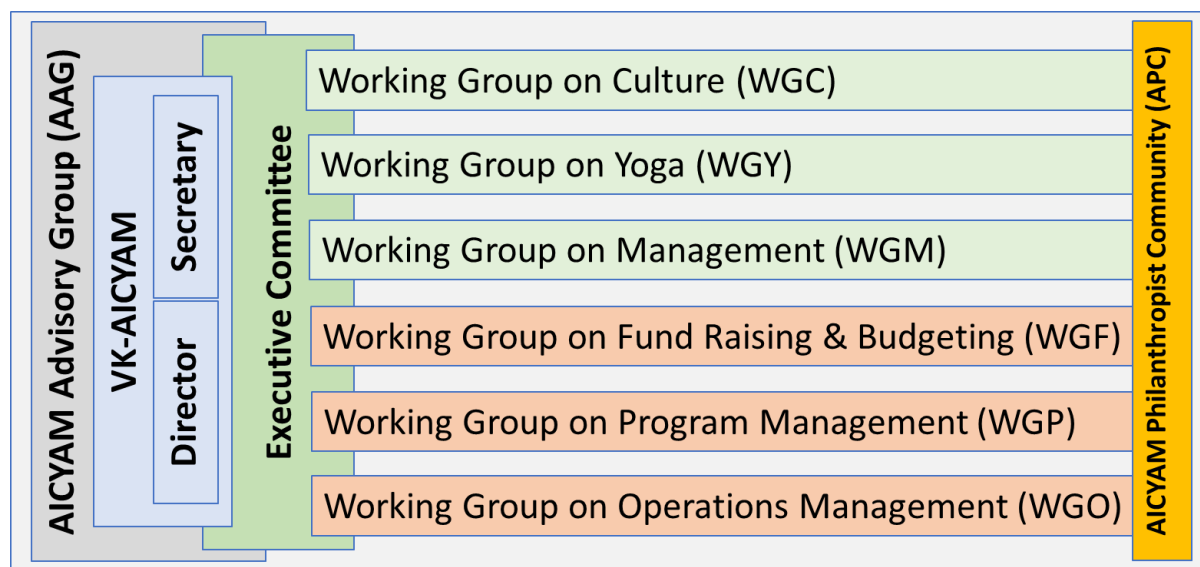 AICYAM Advisory Group (AAG)
VK-AICYAM
Secretary
Director
Executive Committee
Working Group on Culture (WGC)
Working Group on Yoga (WGY)
Working Group on Management (WGM)
Working Group on Fund Raising & Budgeting (WGF)
Working Group on Program Management (WGP)
Working Group on Operations Management (WGO)
AICYAM Philanthropist Community (APC)